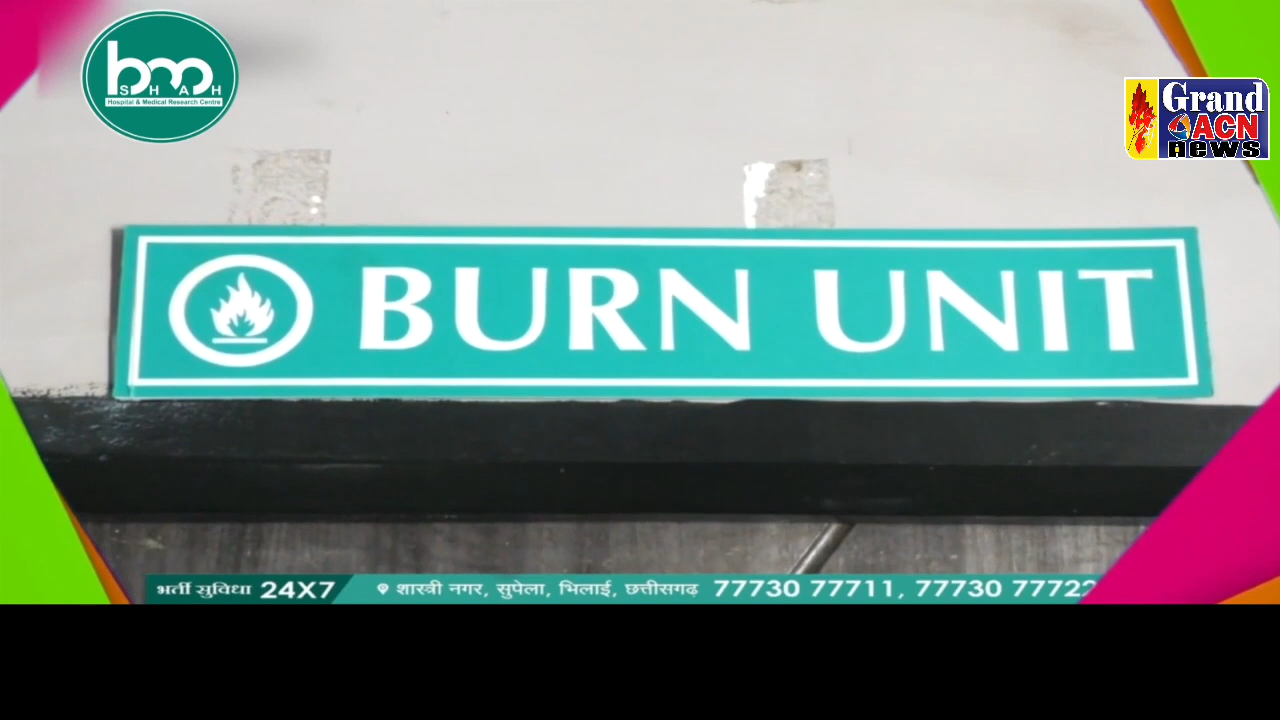 bm
SHAH
Hospital & Medical Research Centre
Grand
ACN
news
BURN UNIT
भर्ती सुविधा 24X7
शास्त्री नगर, सुपेला, भिलाई, छत्तीसगढ़ 77730 77711, 77730 77722